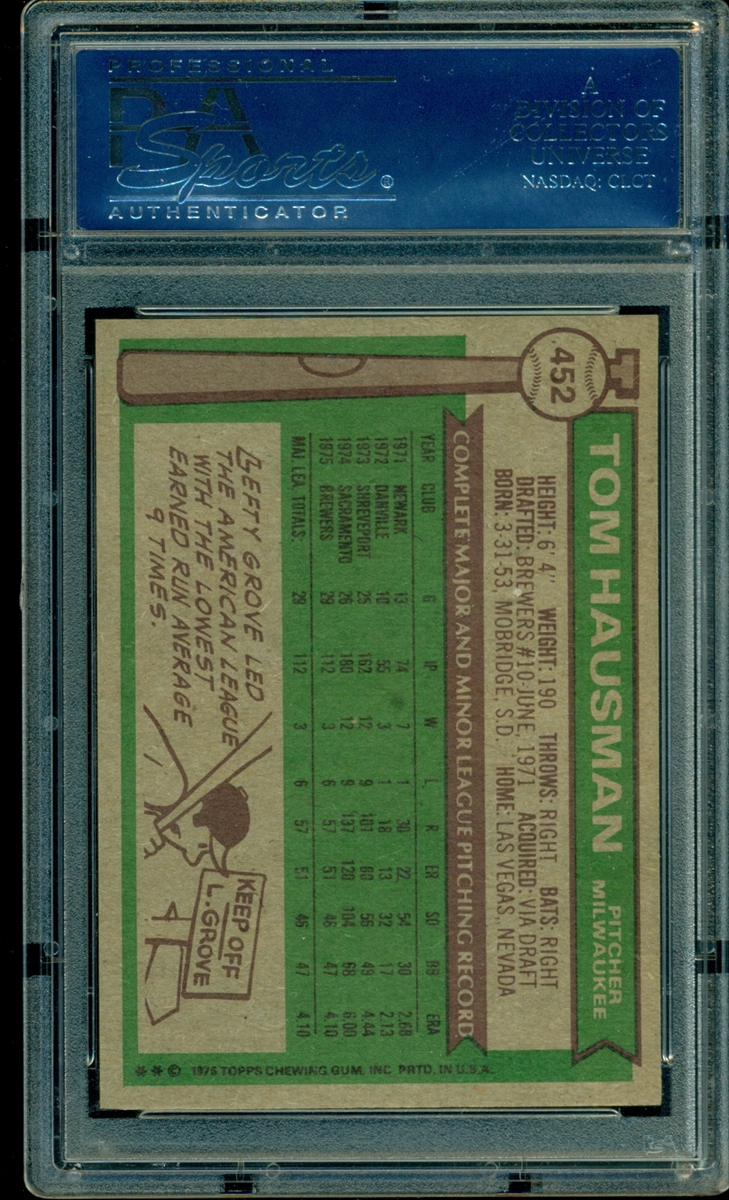 PROFESSIONAL
PSA
Sports®
AUTHENTICATOR
A
DIVISION OF
COLLECTORS
UNIVERSE
NASDAQ: CLCT
452
TOM HAUSMAN
PITCHER
MILWAUKEE
HEIGHT: 6' 4" WEIGHT: 190 THROWS: RIGHT BATS: RIGHT
DRAFTED: BREWERS #10-JUNE, 1971 ACQUIRED: VIA DRAFT
BORN: 3-31-53, MOBRIDGE, S.D. HOME: LAS VEGAS, NEVADA
COMPLETE MAJOR AND MINOR LEAGUE PITCHING RECORD
YEAR CLUB G IP W L R ER SO BB ERA
1971 NEWARK 13 74 7 1 30 22 54 30 2.68
1972 DANVILLE 10 55 3 1 18 13 32 17 2.13
1973 SHREVEPORT 25 162 12 9 101 80 56 49 4.44
1974 SACRAMENTO 26 180 12 9 137 120 104 68 6.00
1975 BREWERS 29 112 3 6 57 51 46 47 4.10
MAJ. LEA. TOTALS: 29 112 3 6 57 51 46 47 4.10
LEFTY GROVE LED
THE AMERICAN LEAGUE
WITH THE LOWEST
EARNED RUN AVERAGE
9 TIMES.
KEEP OFF
L. GROVE
** © 1976 TOPPS CHEWING GUM, INC. PRTD. IN U.S.A.